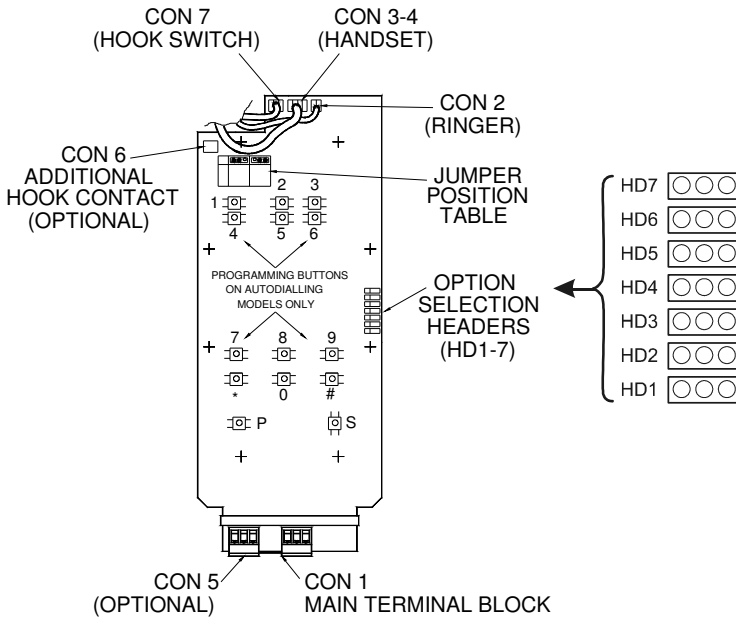 CON 7
(HOOK SWITCH)
CON 3-4
(HANDSET)
CON 2
(RINGER)
CON 6
ADDITIONAL
HOOK CONTACT
(OPTIONAL)
JUMPER
POSITION
TABLE
2 3
1
4 5 6
PROGRAMMING BUTTONS
ON AUTODIALLING
MODELS ONLY
OPTION
SELECTION
HEADERS
(HD1-7)
HD7
HD6
HD5
HD4
HD3
HD2
HD1
7 8 9
* 0 #
P S
CON 5
(OPTIONAL)
CON 1
MAIN TERMINAL BLOCK